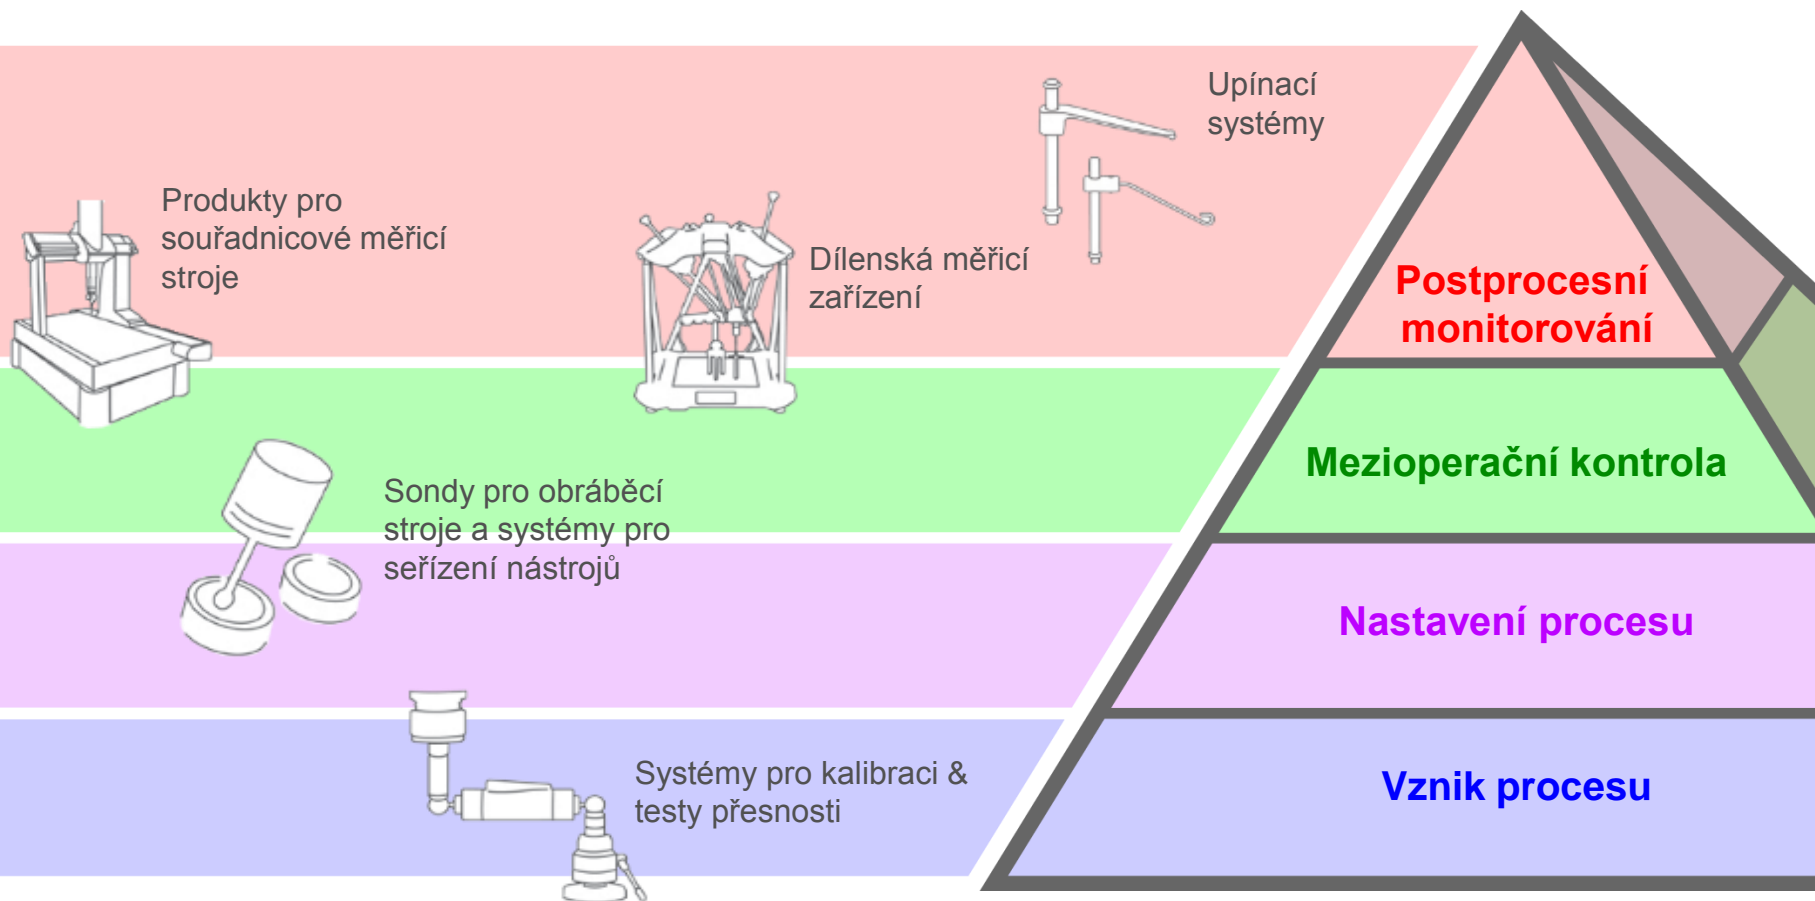 Upínací
systémy
Produkty pro
souřadnicové měřicí
stroje
Dílenská měřicí
zařízení
Postprocesní
monitorování
Mezioperační kontrola
Sondy pro obráběcí
stroje a systémy pro
seřízení nástrojů
Nastavení procesu
Systémy pro kalibraci &
testy přesnosti
Vznik procesu